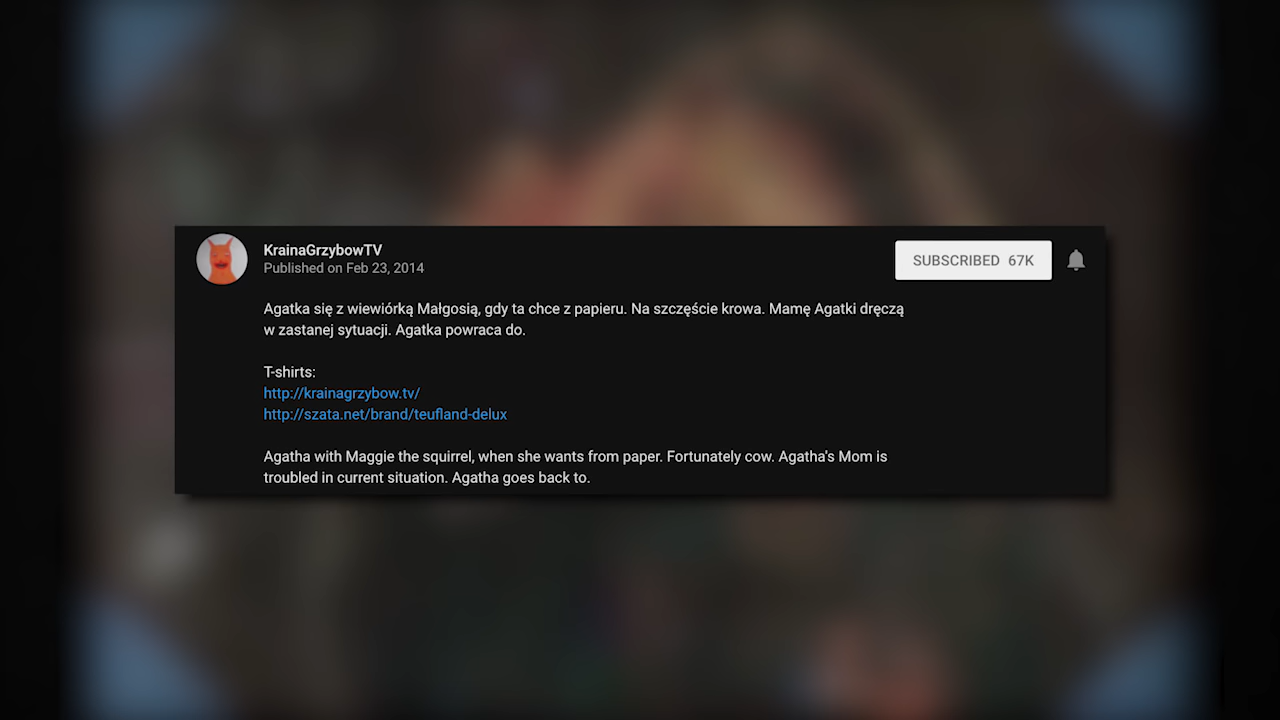 KrainaGrzybowTV
Published on Feb 23, 2014
SUBSCRIBED 67K
Agatka się z wiewiórką Małgosią, gdy ta chce z papieru. Na szczęście krowa. Mamę Agatki dręczą
w zastanej sytuacji. Agatka powraca do.
T-shirts:
http://krainagrzybow.tv/
http://szata.net/brand/teufland-delux
Agatha with Maggie the squirrel, when she wants from paper. Fortunately cow. Agatha's Mom is
troubled in current situation. Agatha goes back to.